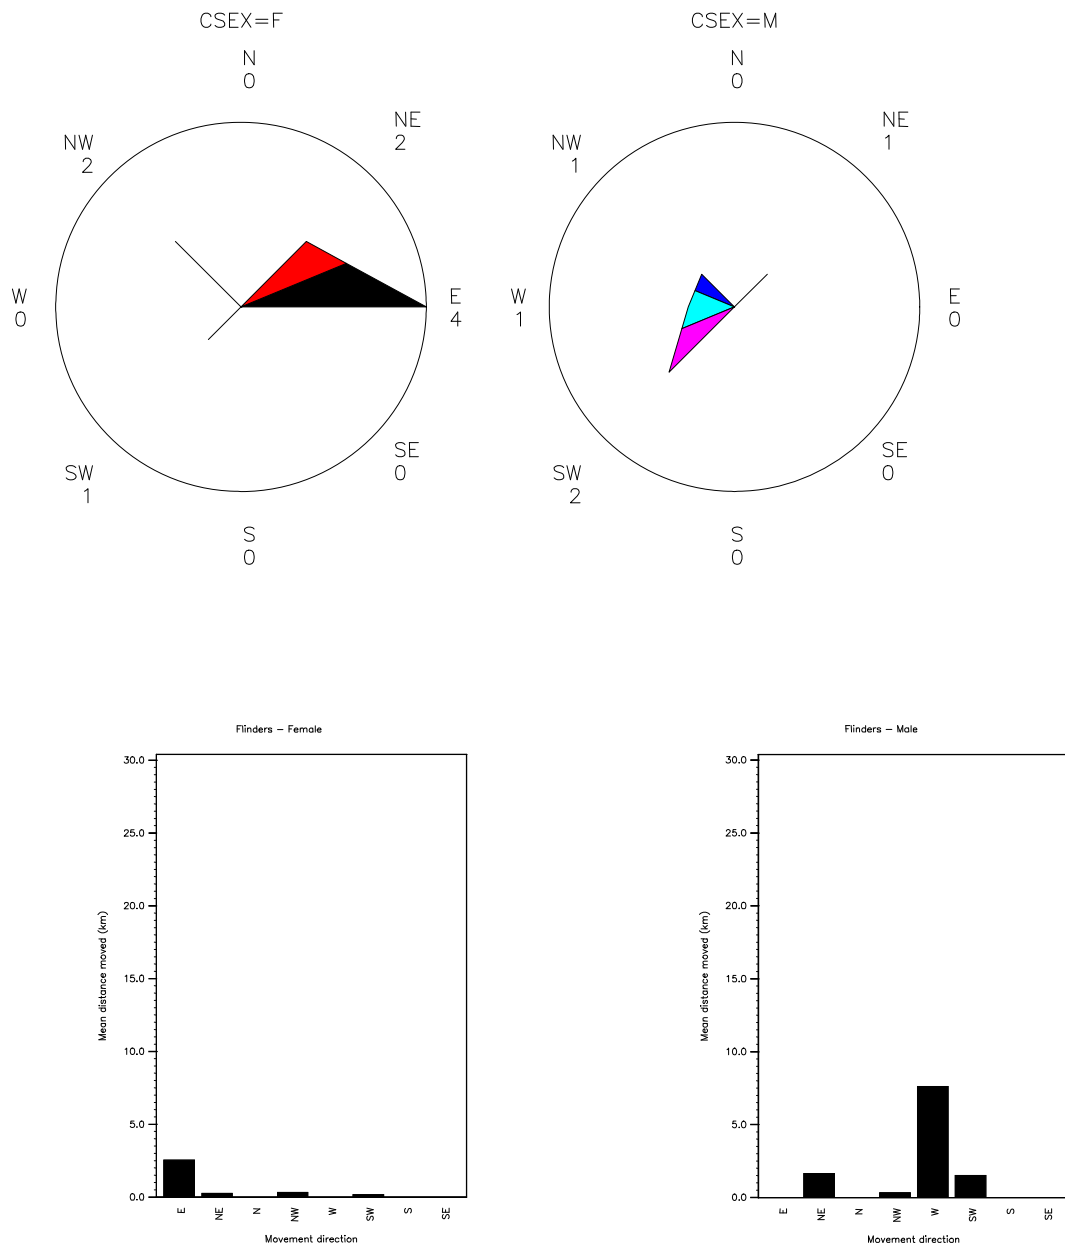 CSEX=F
N
0
NE
2
NW
2
W
0
E
4
SE
0
SW
1
S
0
CSEX=M
N
0
NE
1
NW
1
W
1
E
0
SE
0
SW
2
S
0
Flinders – Female
30.0
25.0
20.0
15.0
10.0
5.0
0.0
Mean distance moved (km)
E NE N NW W SW S SE
Movement direction
Flinders – Male
30.0
25.0
20.0
15.0
10.0
5.0
0.0
Mean distance moved (km)
E NE N NW W SW S SE
Movement direction